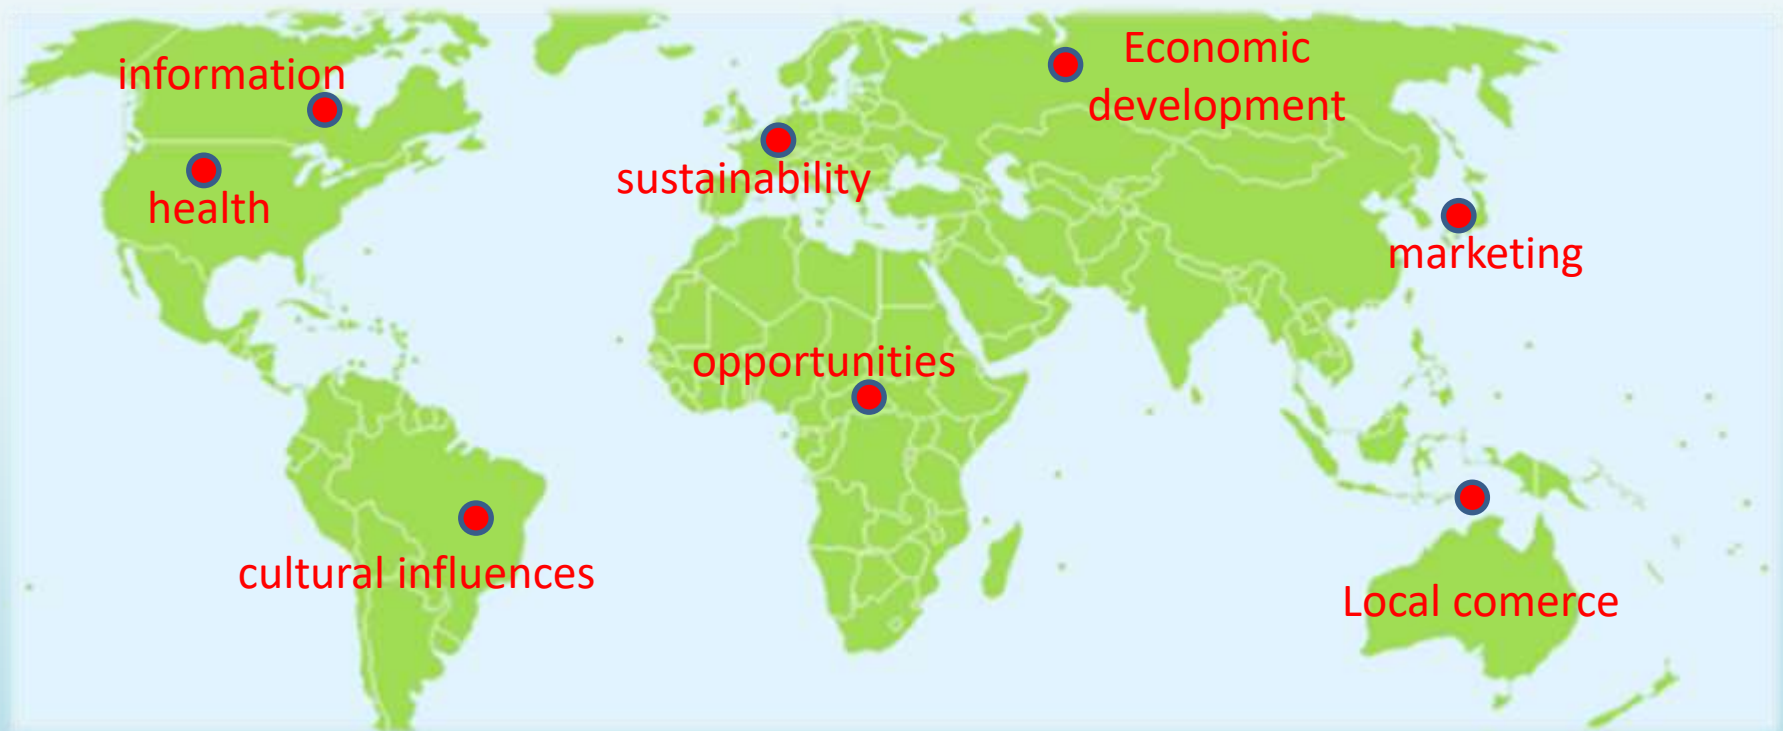 information
health
sustainability
Economic
development
marketing
opportunities
cultural influences
Local comerce